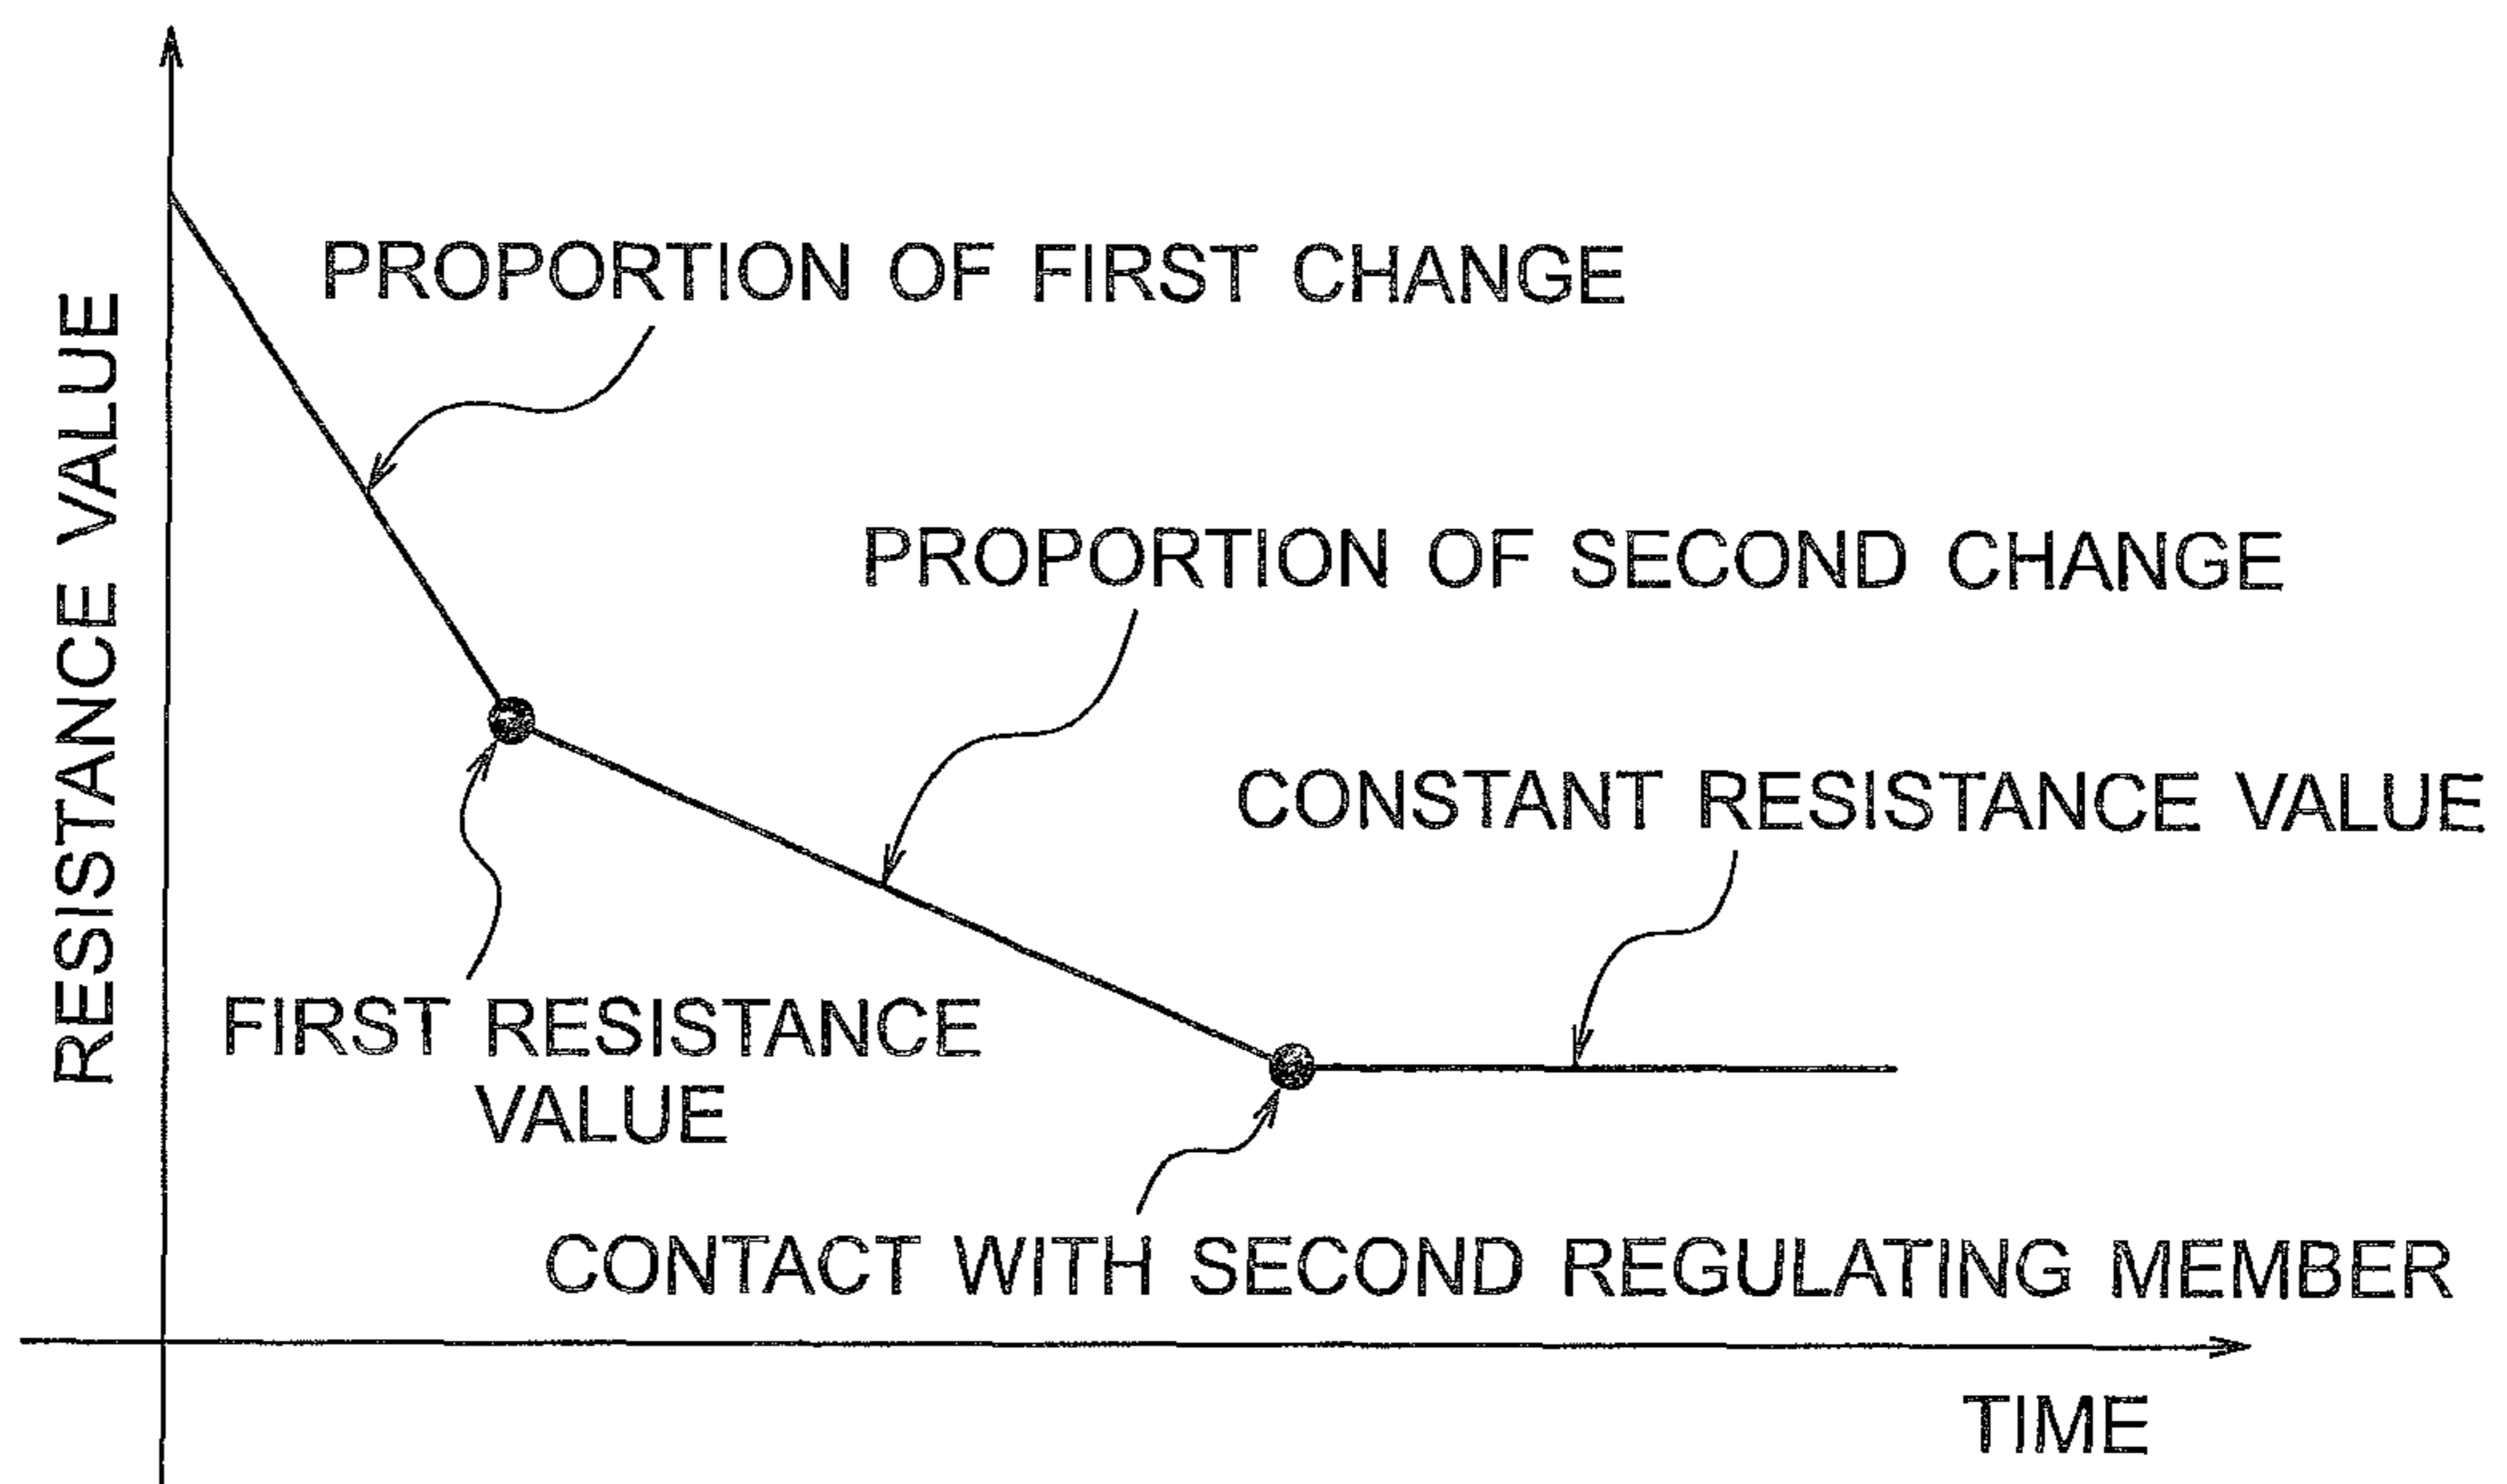 RESISTANCE VALUE
PROPORTION OF FIRST CHANGE
PROPORTION OF SECOND CHANGE
CONSTANT RESISTANCE VALUE
FIRST RESISTANCE
VALUE
CONTACT WITH SECOND REGULATING MEMBER
TIME